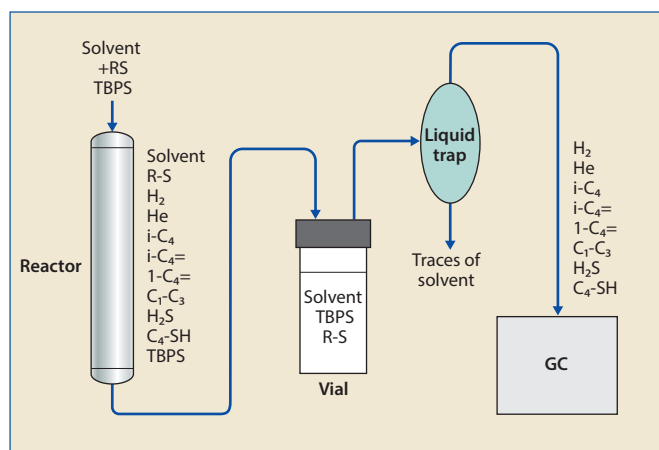 Solvent
+RS
TBPS
Reactor
Solvent
R-S
H₂
He
i-C₄
i-C₄=
1-C₄=
C₁-C₃
H₂S
C₄-SH
TBPS
Solvent
TBPS
R-S
Vial
Liquid
trap
Traces of
solvent
H₂
He
i-C₄
i-C₄=
1-C₄=
C₁-C₃
H₂S
C₄-SH
GC